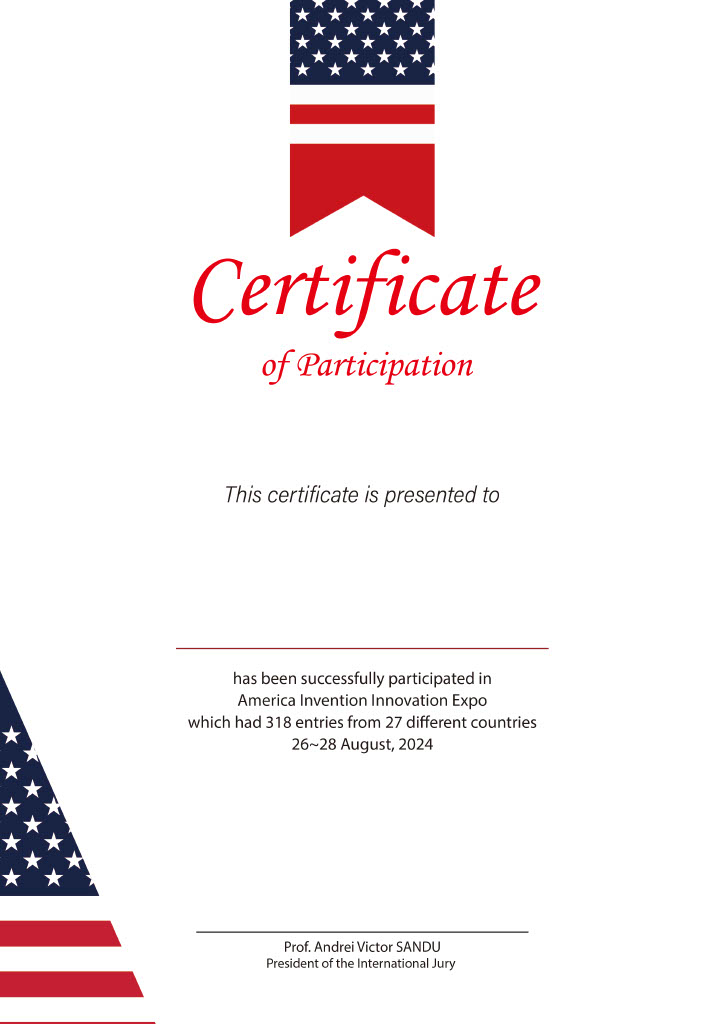 Certificate
of Participation
This certificate is presented to
has been successfully participated in
America Invention Innovation Expo
which had 318 entries from 27 different countries
26~28 August, 2024
Prof. Andrei Victor SANDU
President of the International Jury